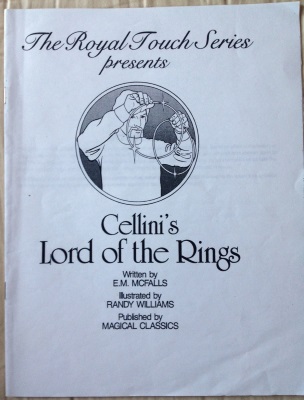 The Royal Touch Series
presents
Cellini's
Lord of the Rings
Written by
E.M. MCFALLS
Illustrated by
RANDY WILLIAMS
Published by
MAGICAL CLASSICS